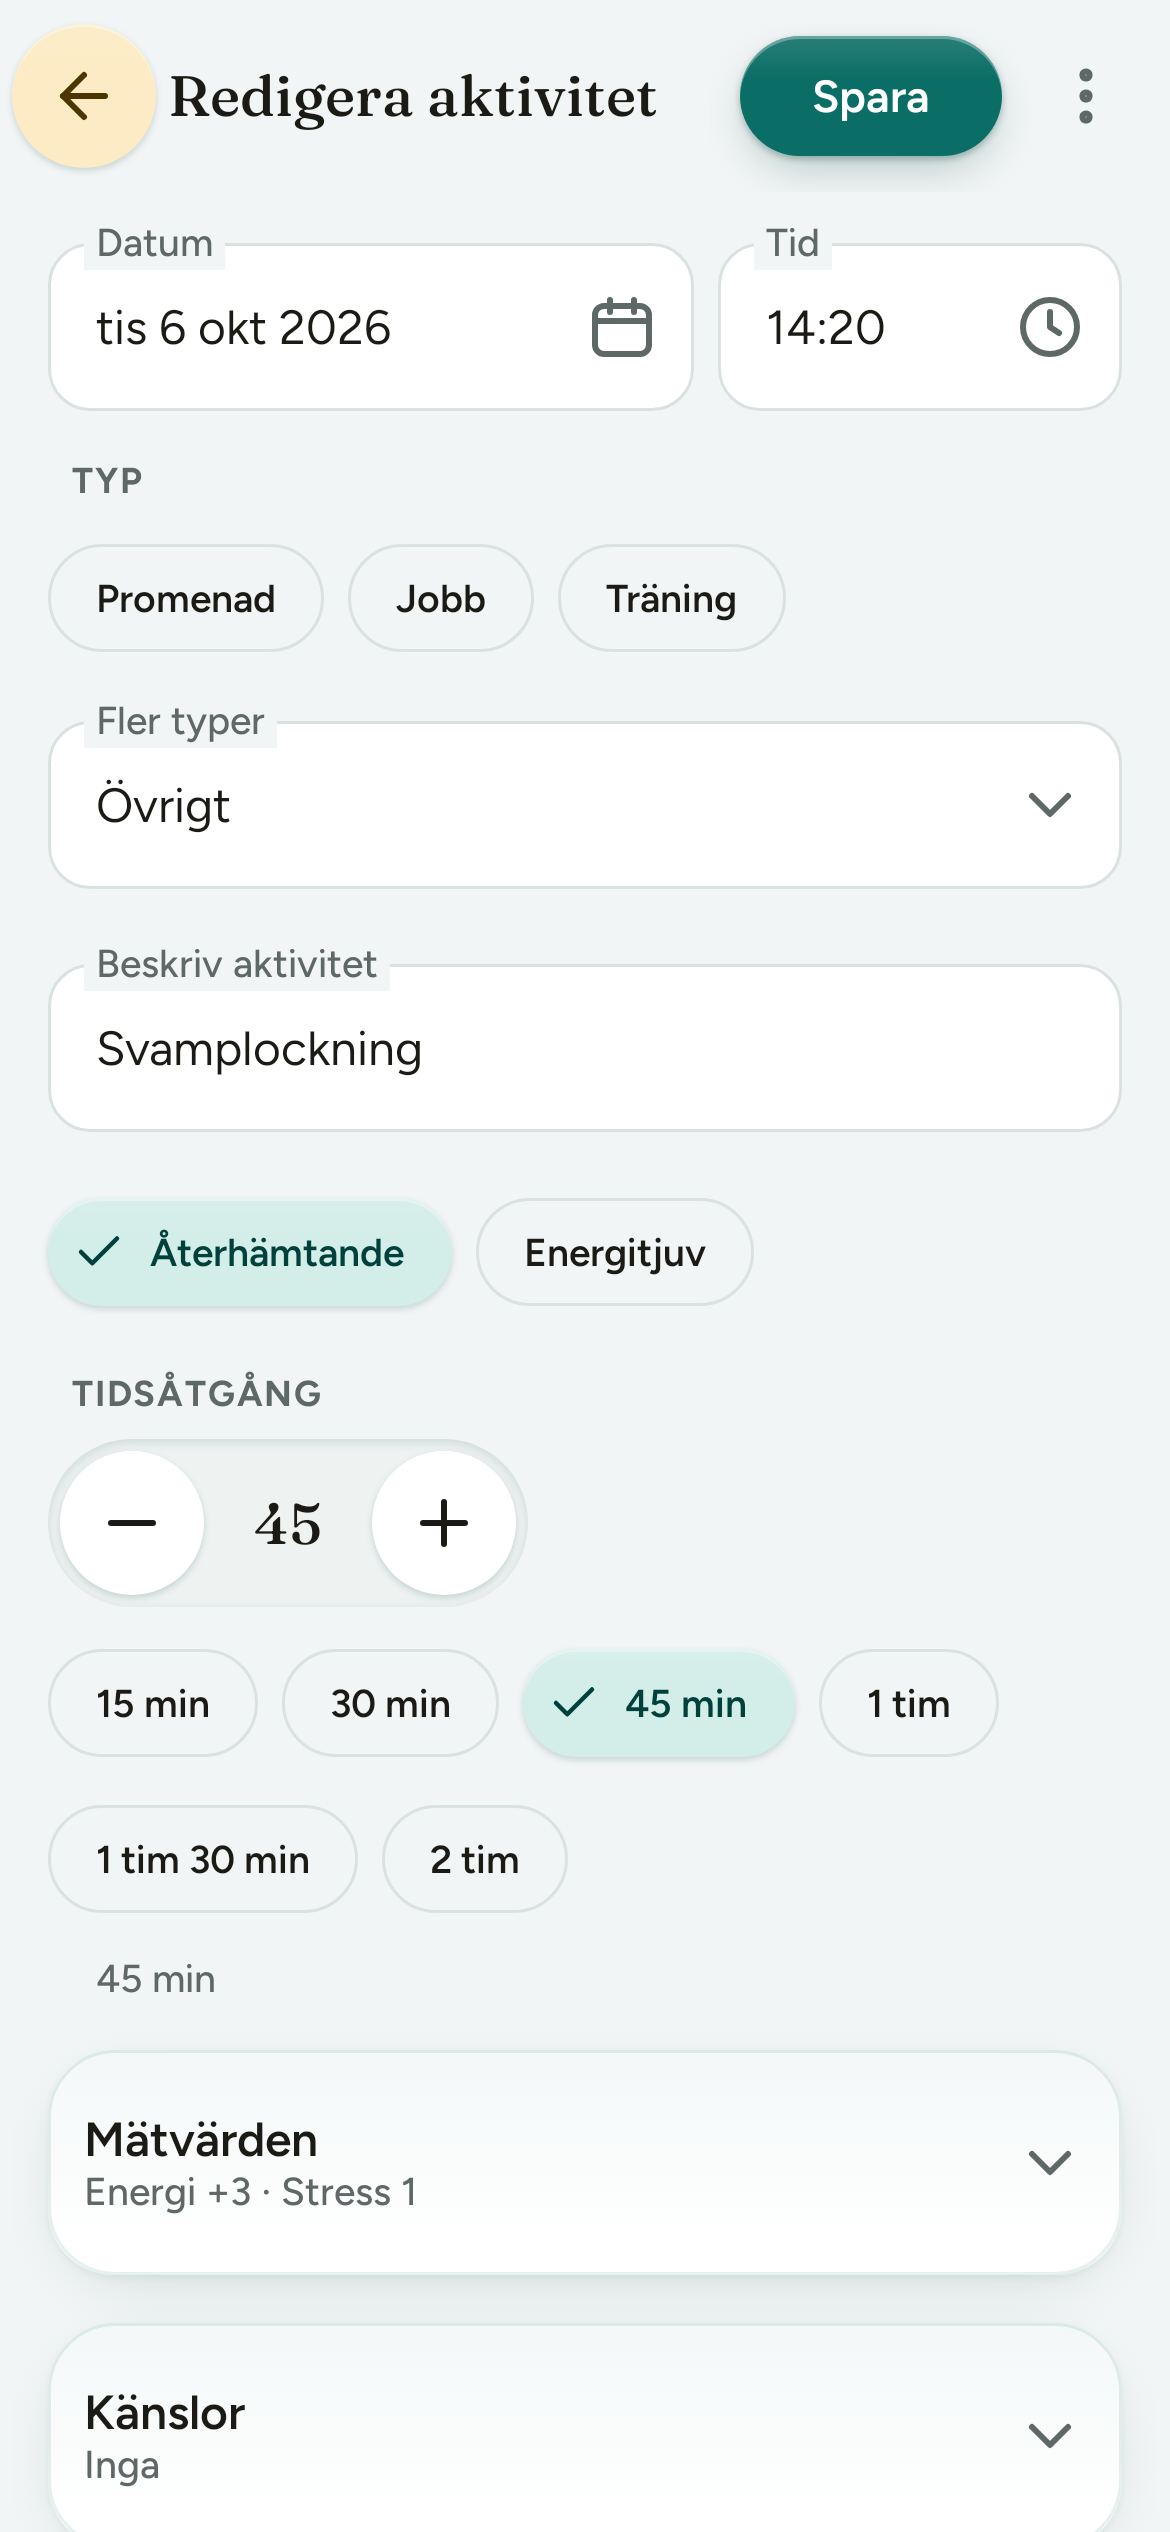 Redigera aktivitet
Spara
Datum
Tid
tis 6 okt 2026
14:20
TYP
Promenad
Jobb
Träning
Fler typer
Övrigt
Beskriv aktivitet
Svamplockning
Återhämtande
Energitjuv
TIDSÅTGÅNG
45
15 min
30 min
45 min
1 tim
1 tim 30 min
2 tim
45 min
Mätvärden
Energi +3 · Stress 1
Känslor
Inga